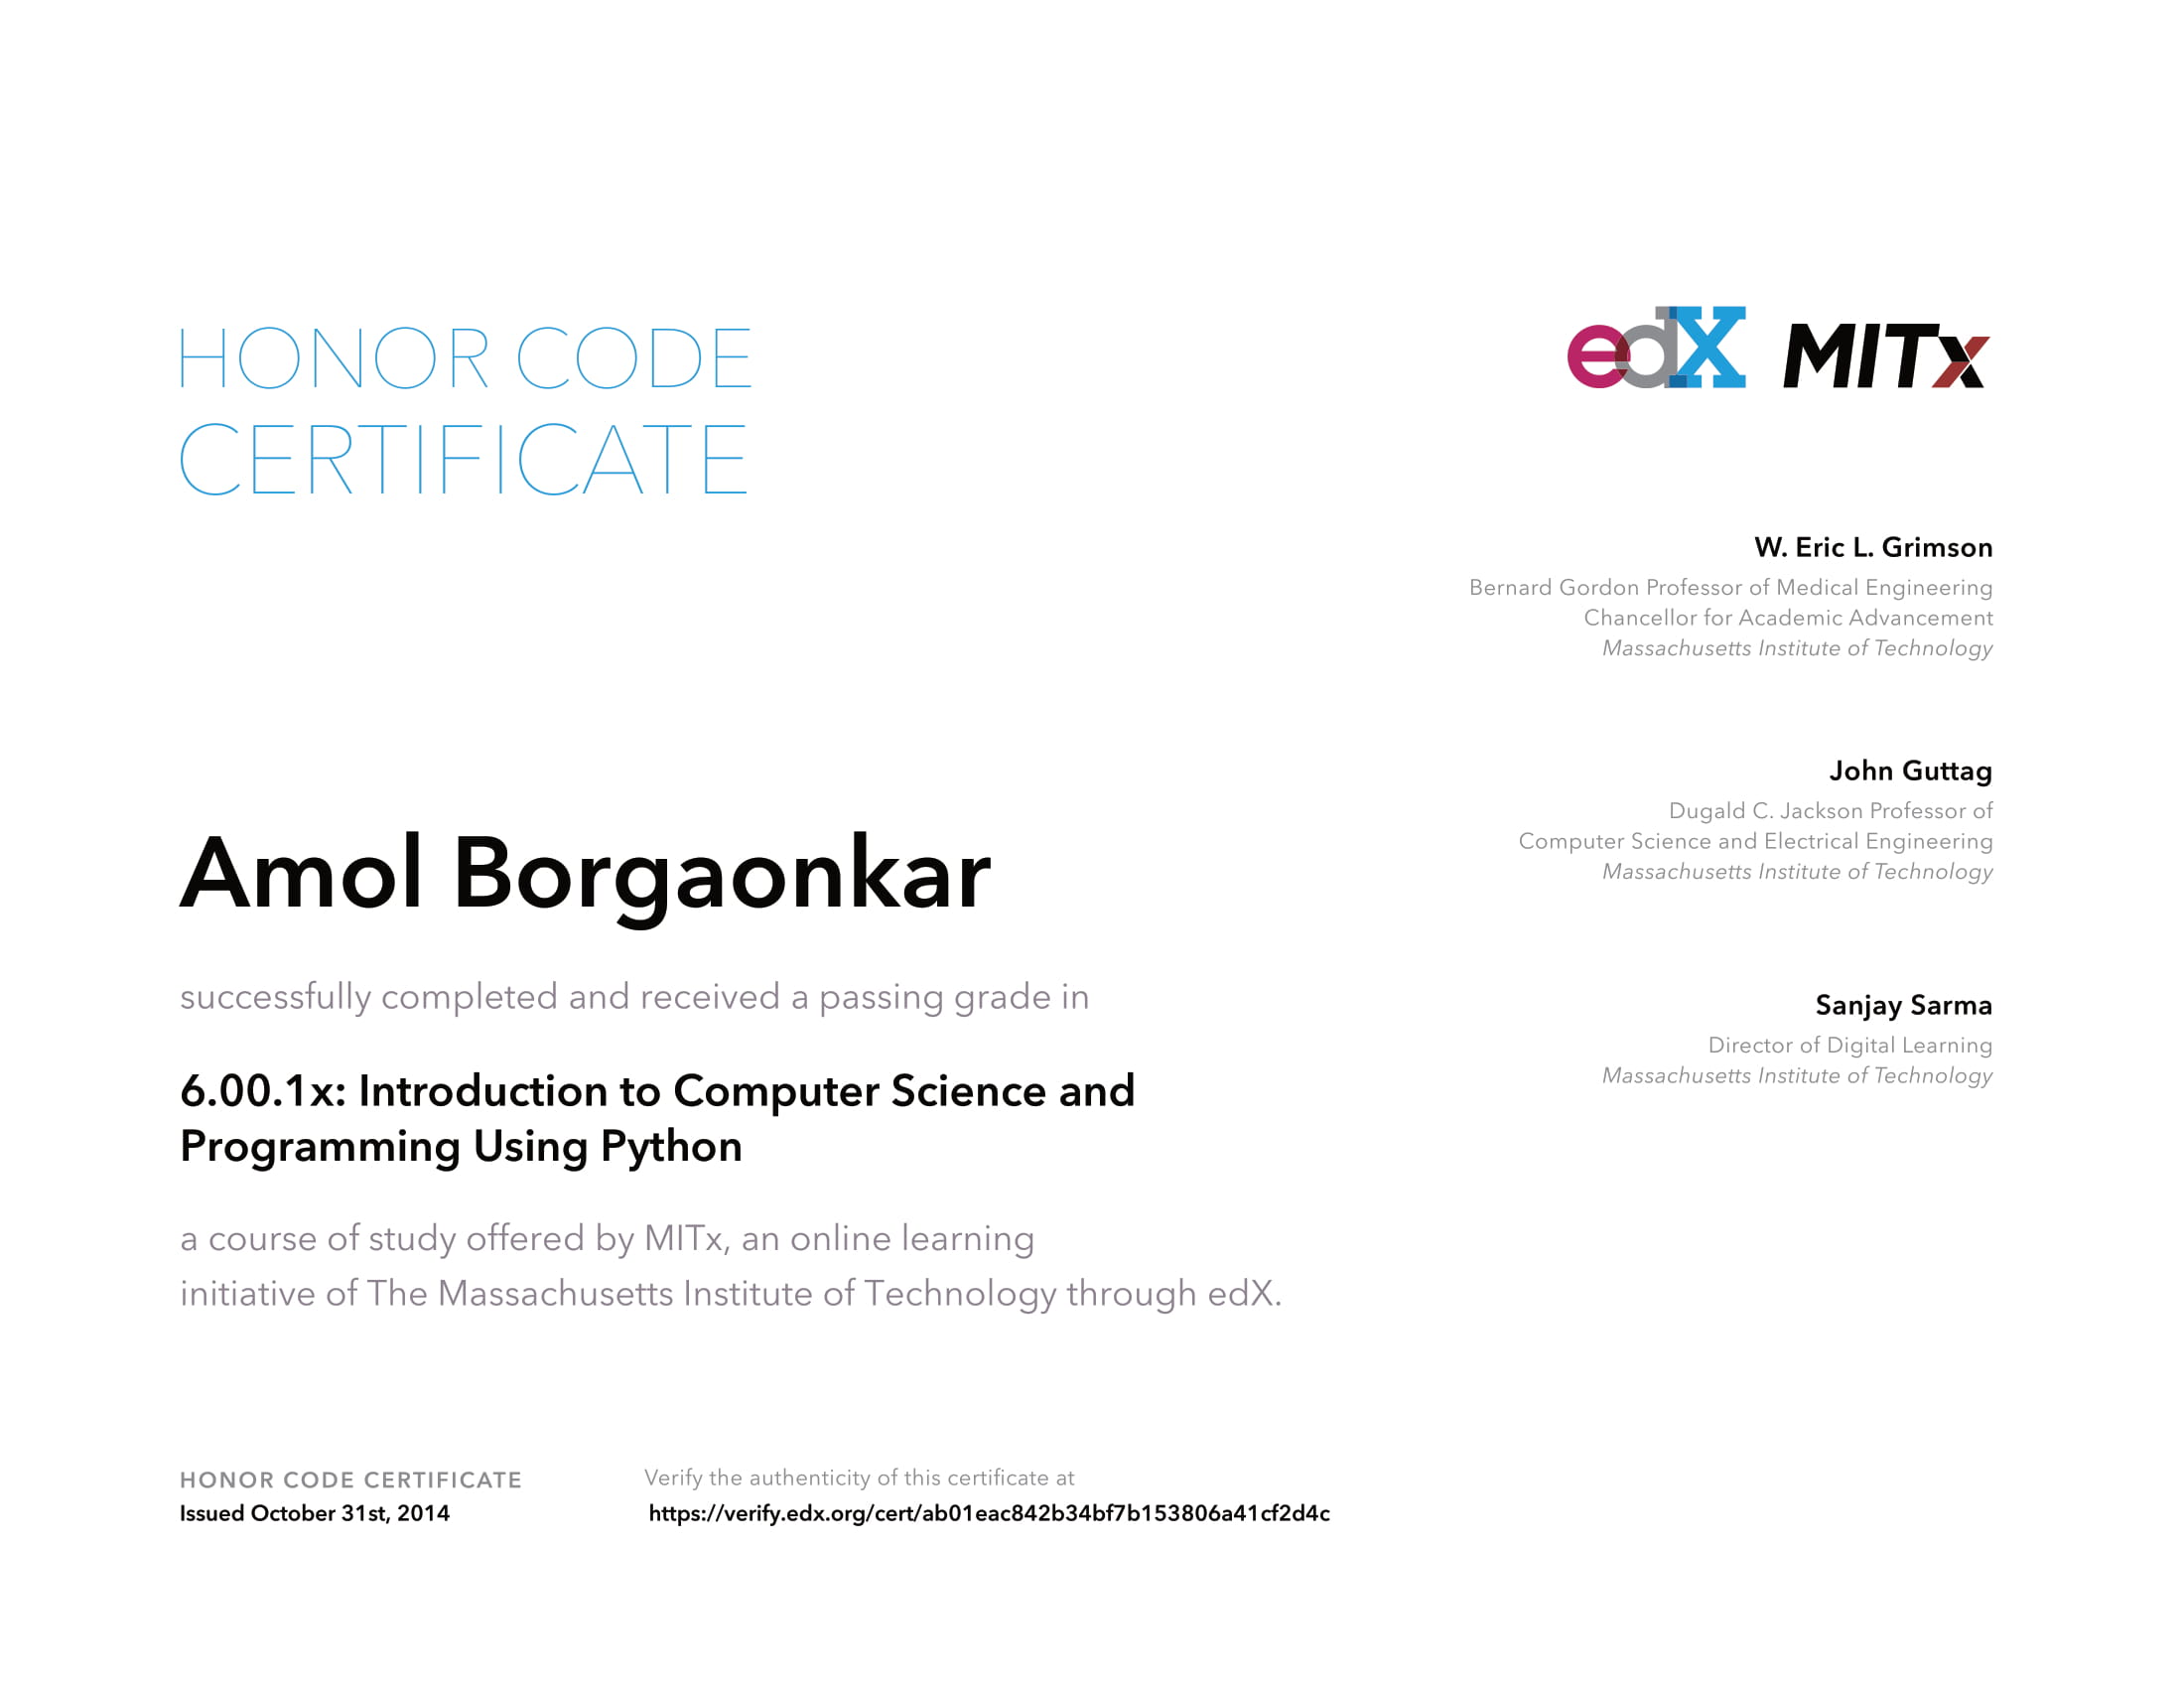 HONOR CODE
CERTIFICATE
edX MITx
W. Eric L. Grimson
Bernard Gordon Professor of Medical Engineering
Chancellor for Academic Advancement
Massachusetts Institute of Technology
John Guttag
Dugald C. Jackson Professor of
Computer Science and Electrical Engineering
Massachusetts Institute of Technology
Amol Borgaonkar
successfully completed and received a passing grade in
Sanjay Sarma
Director of Digital Learning
Massachusetts Institute of Technology
6.00.1x: Introduction to Computer Science and
Programming Using Python
a course of study offered by MITx, an online learning
initiative of The Massachusetts Institute of Technology through edX.
HONOR CODE CERTIFICATE
Issued October 31st, 2014
Verify the authenticity of this certificate at
https://verify.edx.org/cert/ab01eac842b34bf7b153806a41cf2d4c